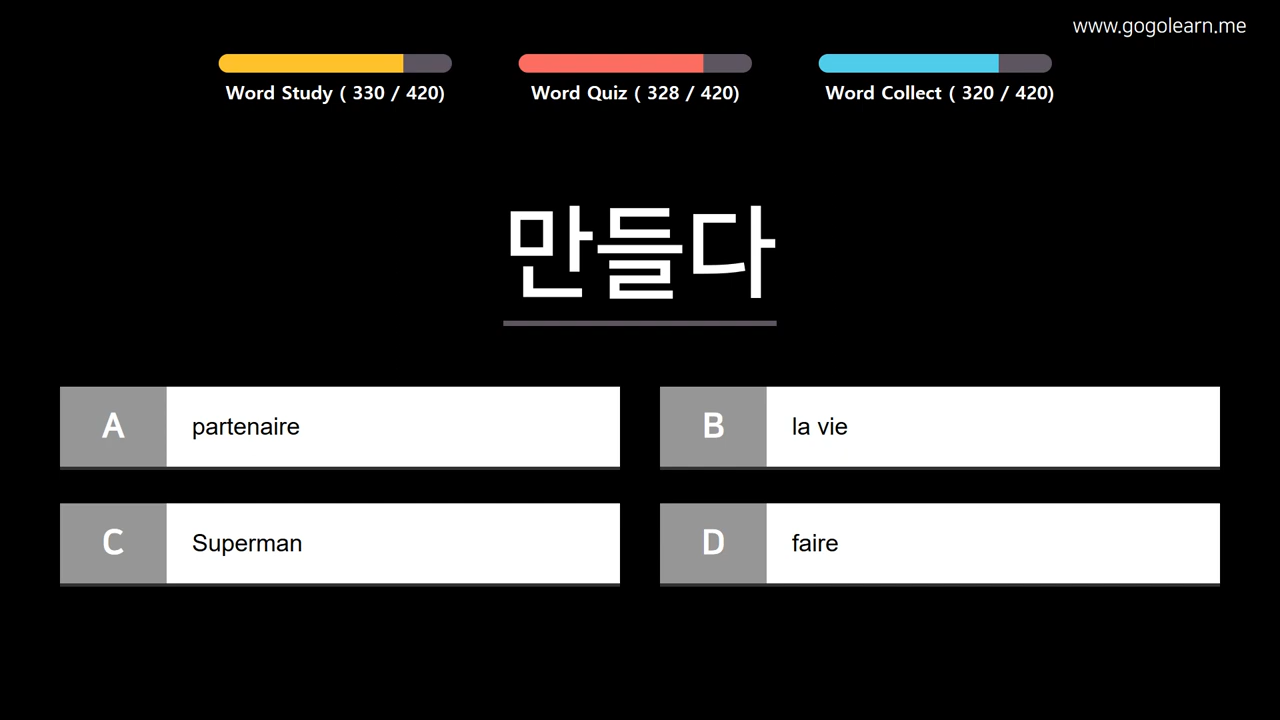 www.gogolearn.me
Word Study ( 330 / 420)
Word Quiz ( 328 / 420)
Word Collect ( 320 / 420)
만들다
A partenaire
B la vie
C Superman
D faire